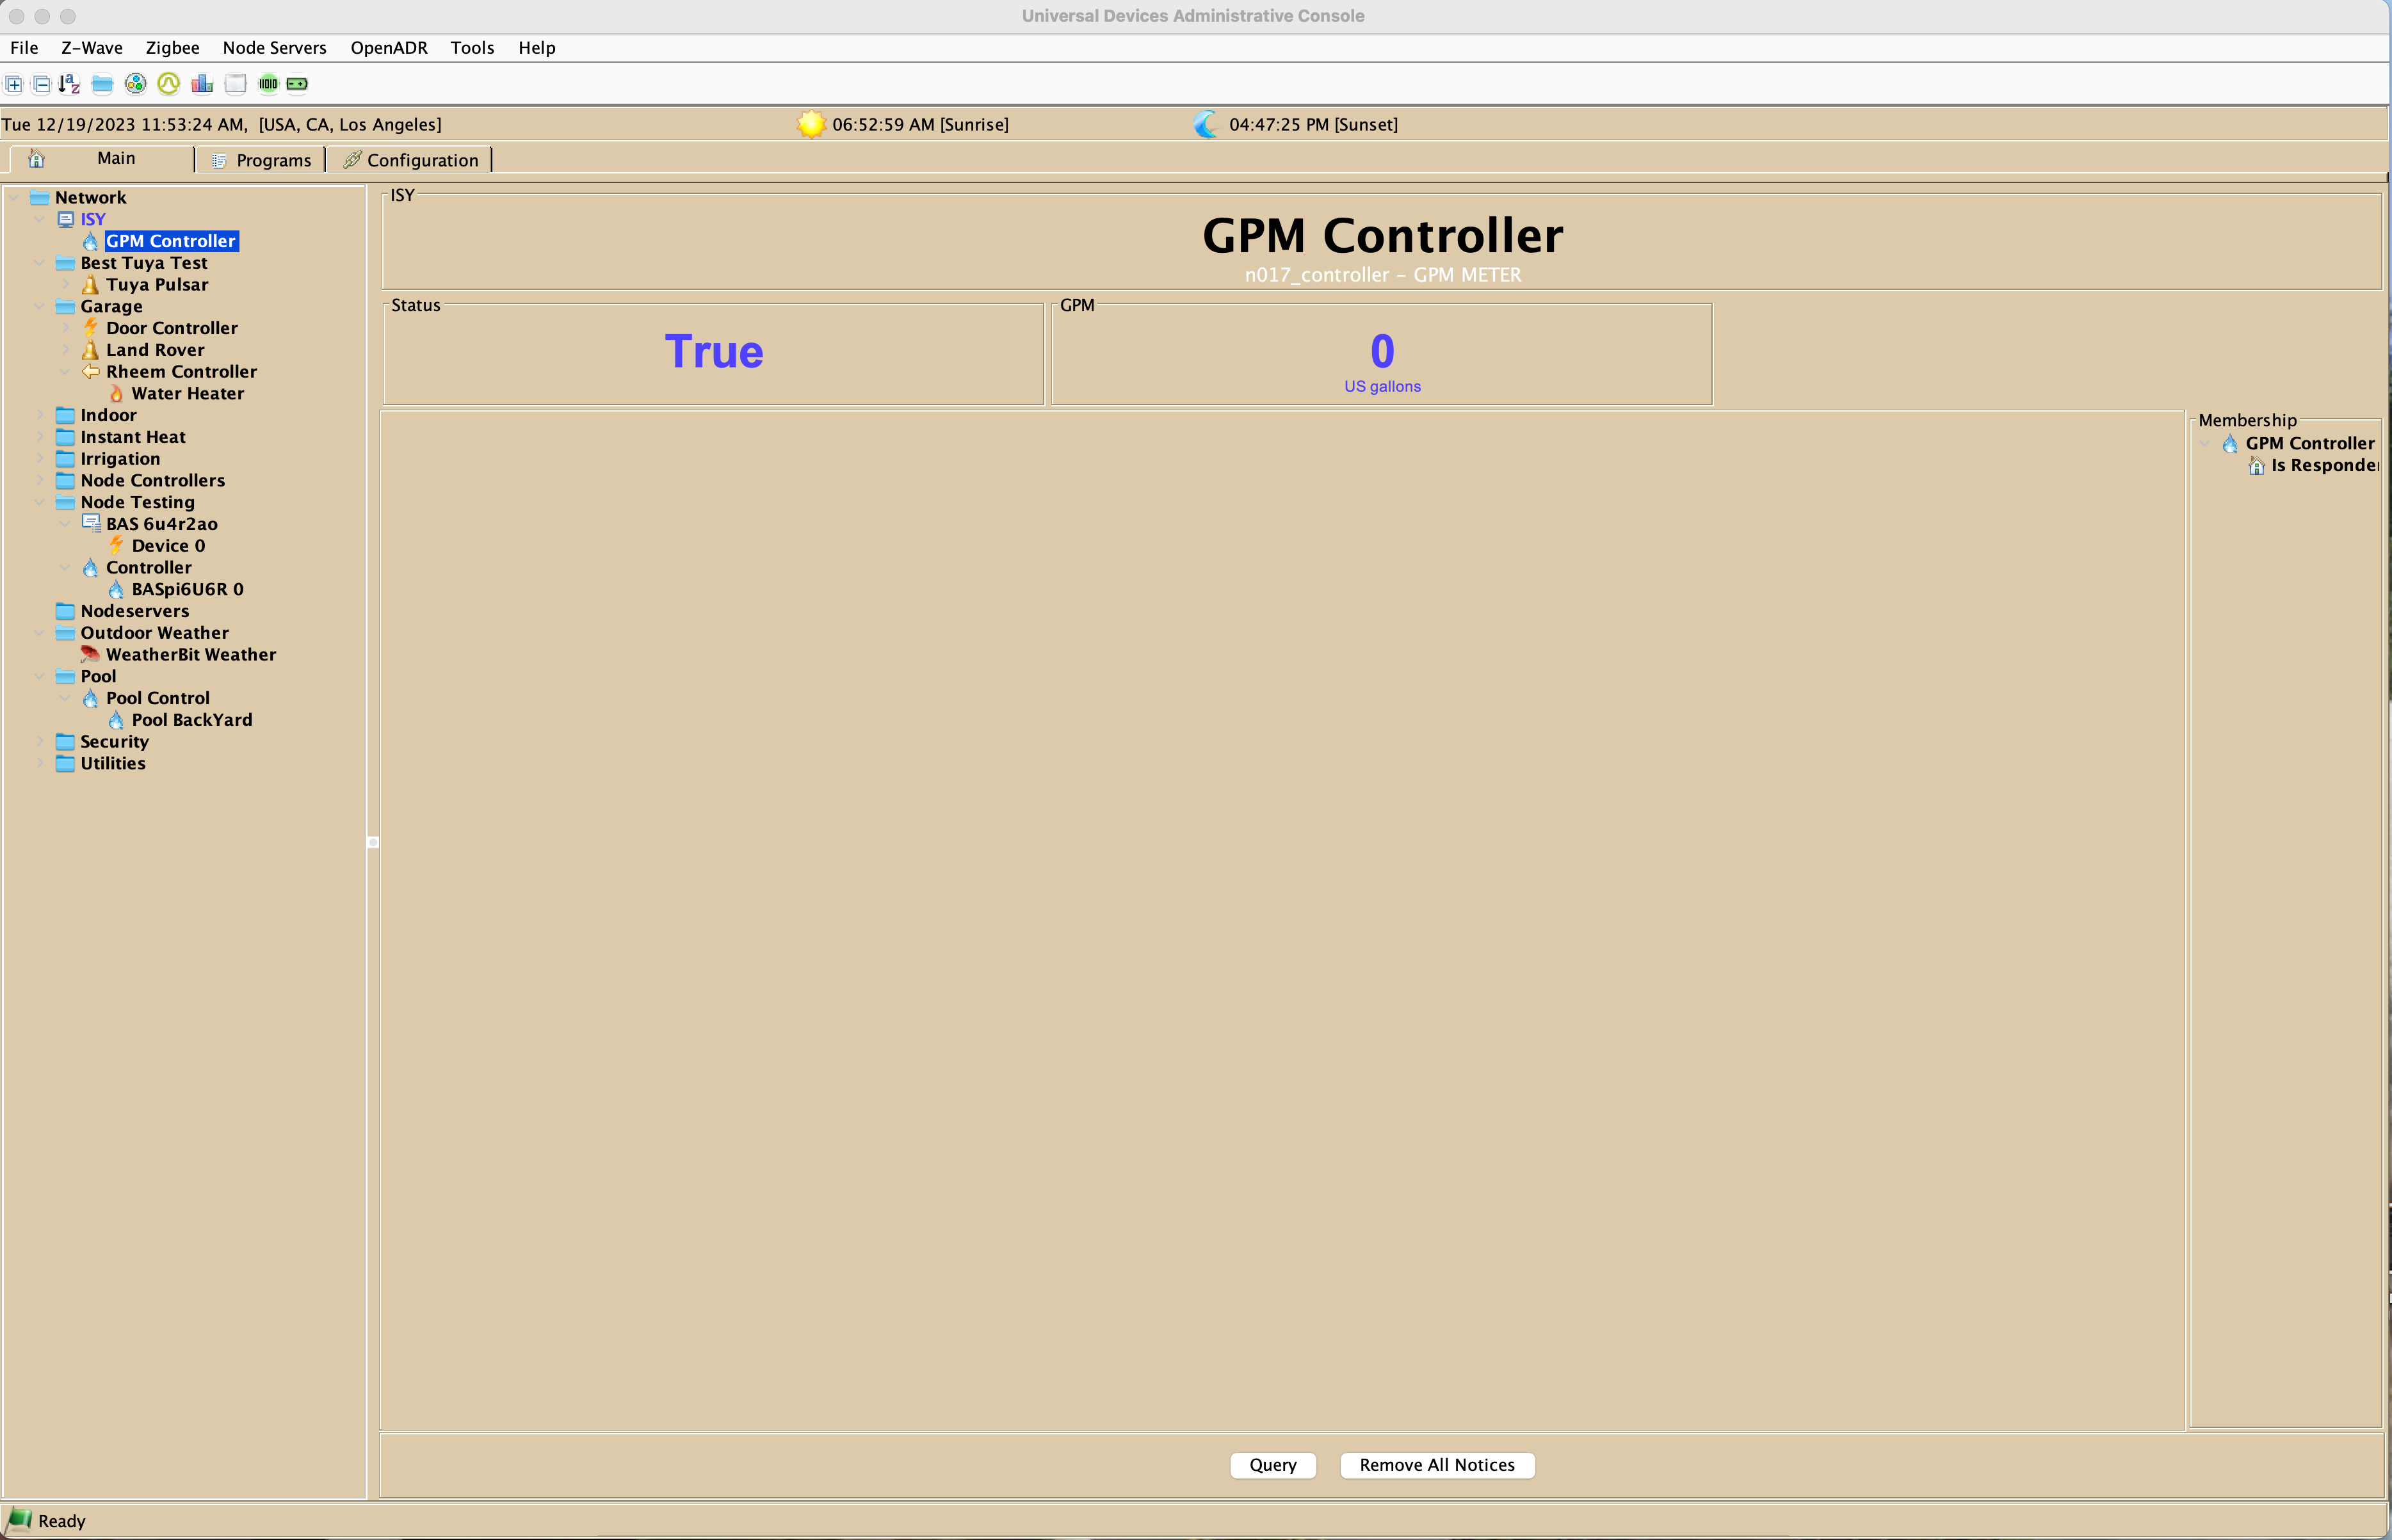 Universal Devices Administrative Console
File Z-Wave Zigbee Node Servers OpenADR Tools Help
Tue 12/19/2023 11:53:24 AM, [USA, CA, Los Angeles] 06:52:59 AM [Sunrise] 04:47:25 PM [Sunset]
Main Programs Configuration
Network
ISY
GPM Controller
Best Tuya Test
Tuya Pulsar
Garage
Door Controller
Land Rover
Rheem Controller
Water Heater
Indoor
Instant Heat
Irrigation
Node Controllers
Node Testing
BAS 6u4r2ao
Device 0
Controller
BASpi6U6R 0
Nodeservers
Outdoor Weather
WeatherBit Weather
Pool
Pool Control
Pool BackYard
Security
Utilities
ISY
GPM Controller
n017_controller - GPM METER
Status
True
GPM
0
US gallons
Membership
GPM Controller
Is Responde
Query Remove All Notices
Ready